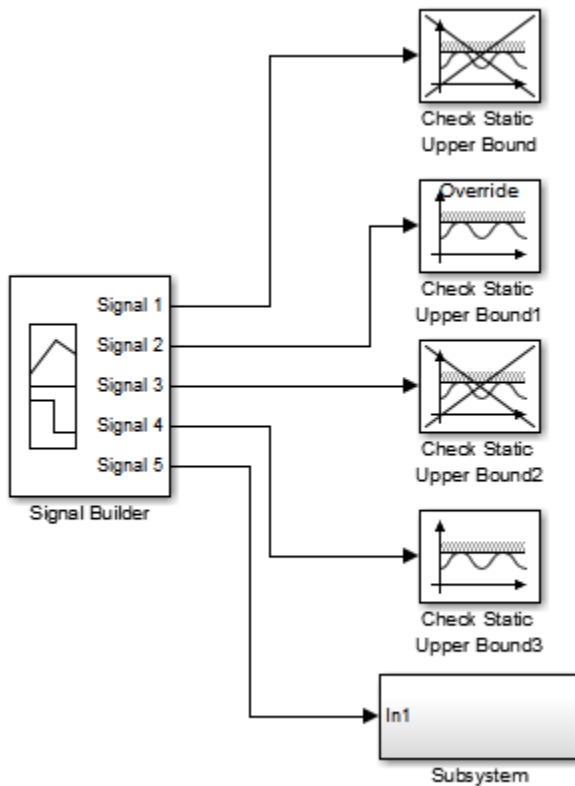 Check Static
Upper Bound
Override
Check Static
Upper Bound1
Signal 1
Signal 2
Signal 3
Signal 4
Signal 5
Signal Builder
Check Static
Upper Bound2
Check Static
Upper Bound3
In1
Subsystem